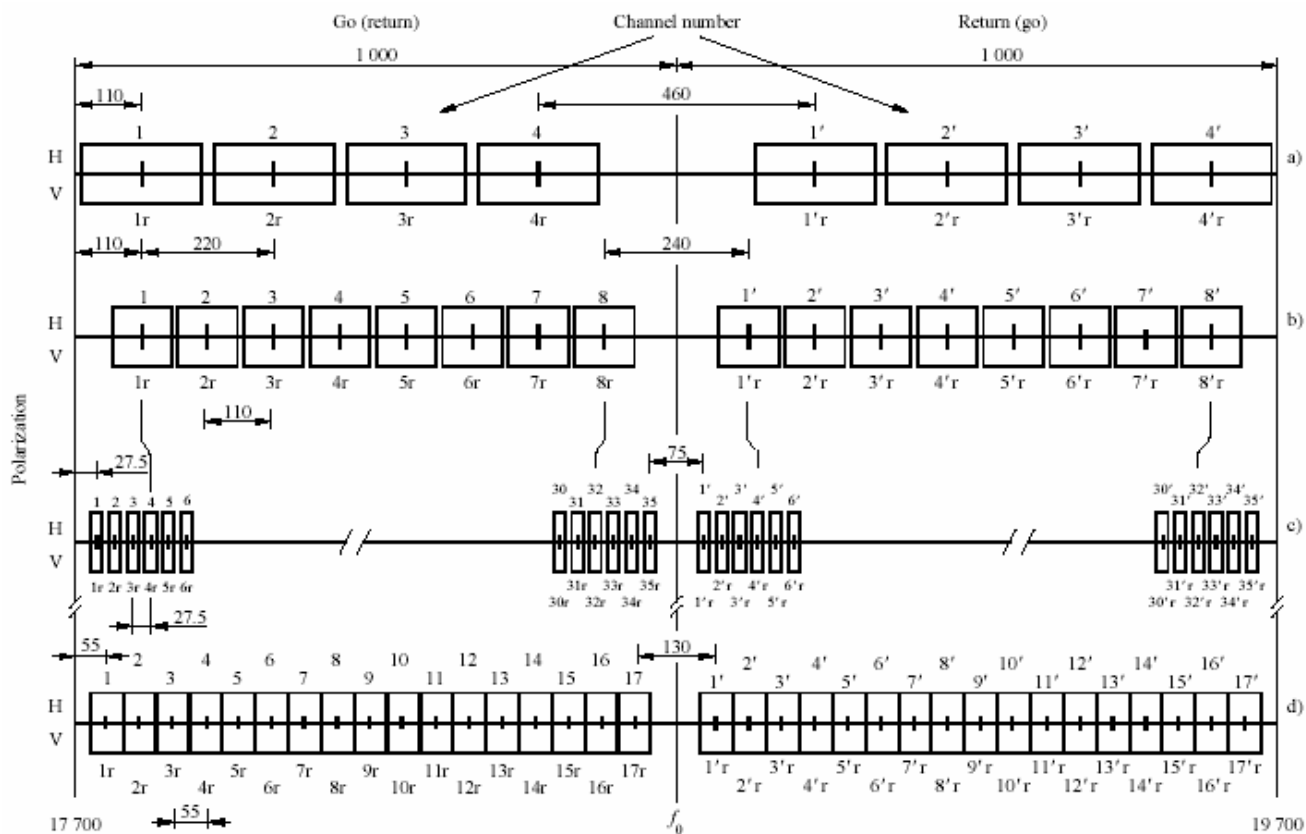 Go (return) Channel number Return (go)
1 000 1 000
110 460
1 2 3 4 1′ 2′ 3′ 4′
H
a)
V
1r 2r 3r 4r 1′r 2′r 3′r 4′r
110 220 240
1 2 3 4 5 6 7 8 1′ 2′ 3′ 4′ 5′ 6′ 7′ 8′
H
b)
V
1r 2r 3r 4r 5r 6r 7r 8r 1′r 2′r 3′r 4′r 5′r 6′r 7′r 8′r
110
Polarization
27.5 75
30 32 34 1′ 3′ 5′ 30′ 32′ 34′
1 2 3 4 5 6 31 33 35 2′ 4′ 6′ 31′ 33′ 35′
H
c)
V
1r 2r 3r 4r 5r 6r 31r 33r 35r 2′r 4′r 6′r 31′r 33′r 35′r
30r 32r 34r 1′r 3′r 5′r 30′r 32′r 34′r
27.5
55 130
2 4 6 8 10 12 14 16 2′ 4′ 6′ 8′ 10′ 12′ 14′ 16′
1 3 5 7 9 11 13 15 17 1′ 3′ 5′ 7′ 9′ 11′ 13′ 15′ 17′
H
d)
V
1r 3r 5r 7r 9r 11r 13r 15r 17r 1′r 3′r 5′r 7′r 9′r 11′r 13′r 15′r 17′r
2r 4r 6r 8r 10r 12r 14r 16r 2′r 4′r 6′r 8′r 10′r 12′r 14′r 16′r
55
17 700 f0 19 700